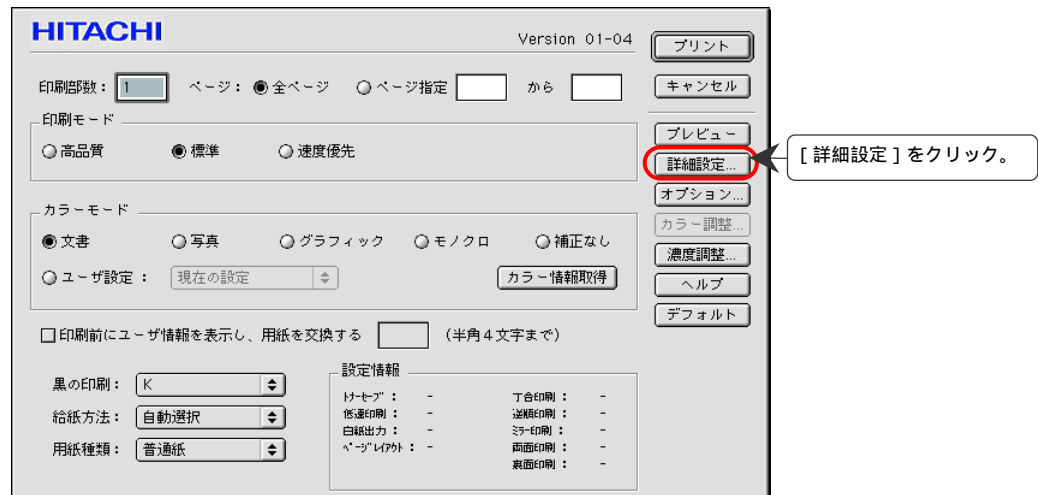 HITACHI Version 01-04 プリント
印刷部数： 1 ページ： 全ページ ページ指定 から キャンセル
印刷モード
プレビュー
高品質 標準 速度優先
詳細設定... [ 詳細設定 ] をクリック。
オプション...
カラーモード
カラー調整...
文書 写真 グラフィック モノクロ 補正なし
濃度調整...
ユーザ設定 ： 現在の設定 カラー情報取得
ヘルプ
デフォルト
印刷前にユーザ情報を表示し、用紙を交換する （半角４文字まで）
設定情報
黒の印刷： K
ﾄﾅｰｾｰﾌﾞ ： - 丁合印刷 ： -
給紙方法： 自動選択
低速印刷 ： - 逆順印刷 ： -
白紙出力 ： - ﾐﾗｰ印刷 ： -
用紙種類： 普通紙
ﾍﾟｰｼﾞﾚｲｱｳﾄ ： - 両面印刷 ： -
裏面印刷 ： -